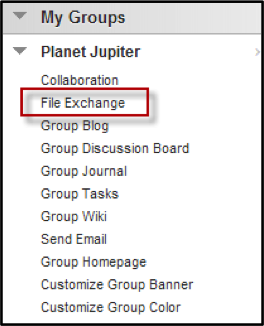 My Groups
Planet Jupiter
Collaboration
File Exchange
Group Blog
Group Discussion Board
Group Journal
Group Tasks
Group Wiki
Send Email
Group Homepage
Customize Group Banner
Customize Group Color